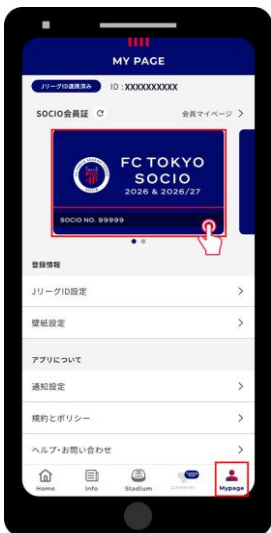 MY PAGE
JリーグID連携済み ID：XXXXXXXXXX
SOCIO会員証 会員マイページ
FC TOKYO
SOCIO
2026 & 2026/27
SOCIO NO. 99999
登録情報
JリーグID設定
壁紙設定
アプリについて
通知設定
規約とポリシー
ヘルプ・お問い合わせ
Home Info Stadium Mypage